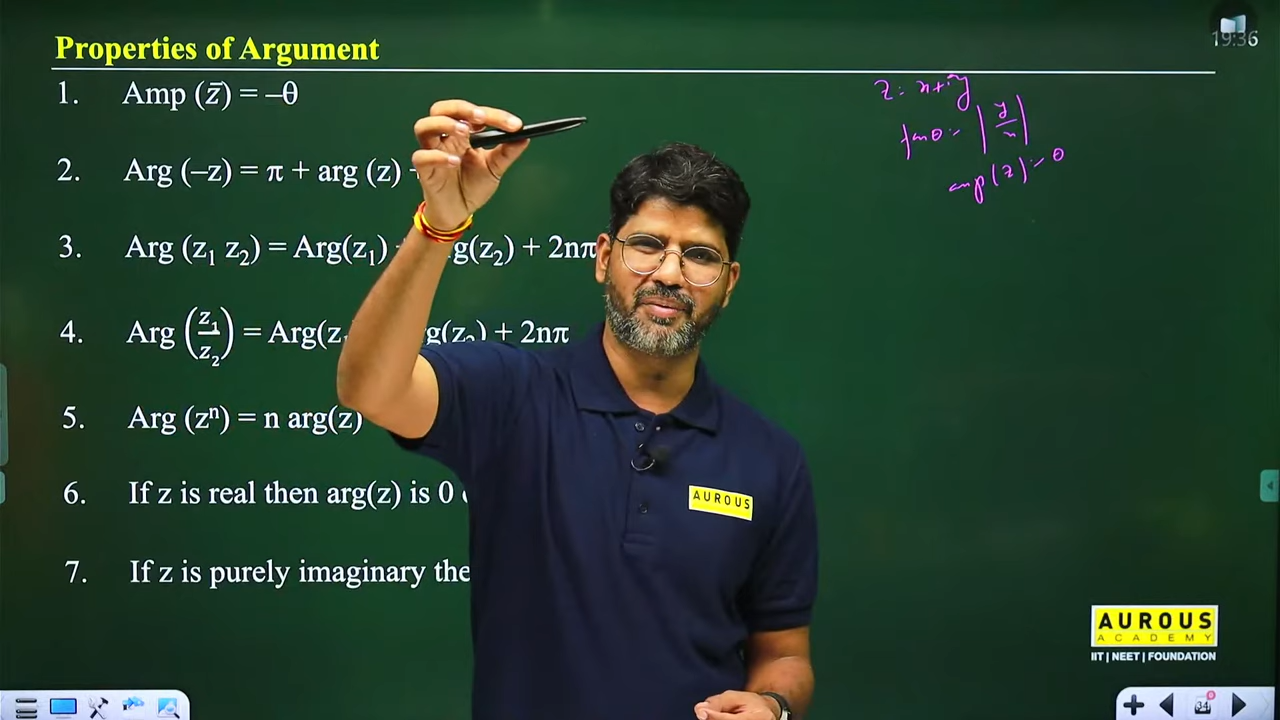 Properties of Argument
19:36
1. Amp (z̄) = –θ
z = x+iy
tanθ = |y/x|
amp(z) = θ
2. Arg (–z) = π + arg (z)
3. Arg (z₁ z₂) = Arg(z₁) g(z₂) + 2nπ
4. Arg (z₁/z₂) = Arg(z g(z₂) + 2nπ
5. Arg (zⁿ) = n arg(z)
6. If z is real then arg(z) is 0
AUROUS
7. If z is purely imaginary the
AUROUS
ACADEMY
IIT | NEET | FOUNDATION
34